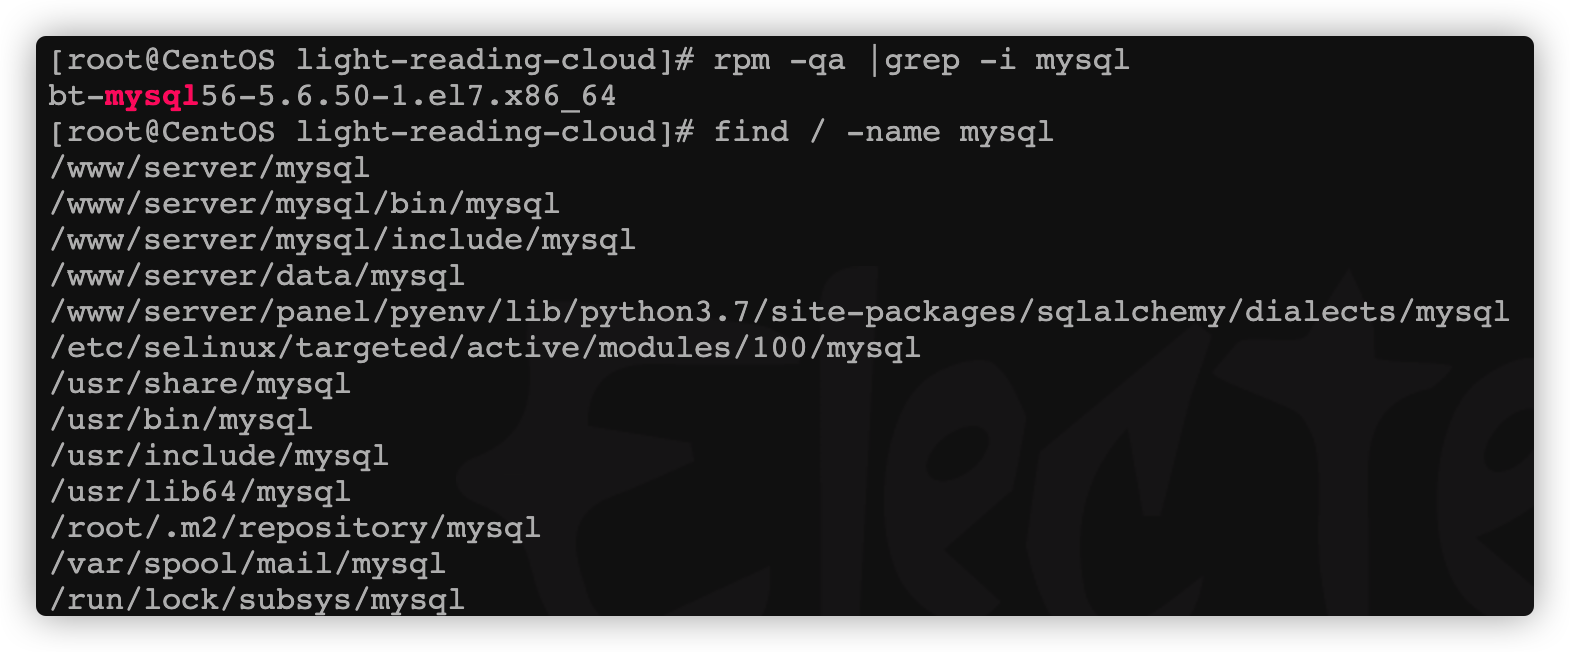 [root@CentOS light-reading-cloud]# rpm -qa |grep -i mysql
bt-mysql56-5.6.50-1.el7.x86_64
[root@CentOS light-reading-cloud]# find / -name mysql
/www/server/mysql
/www/server/mysql/bin/mysql
/www/server/mysql/include/mysql
/www/server/data/mysql
/www/server/panel/pyenv/lib/python3.7/site-packages/sqlalchemy/dialects/mysql
/etc/selinux/targeted/active/modules/100/mysql
/usr/share/mysql
/usr/bin/mysql
/usr/include/mysql
/usr/lib64/mysql
/root/.m2/repository/mysql
/var/spool/mail/mysql
/run/lock/subsys/mysql